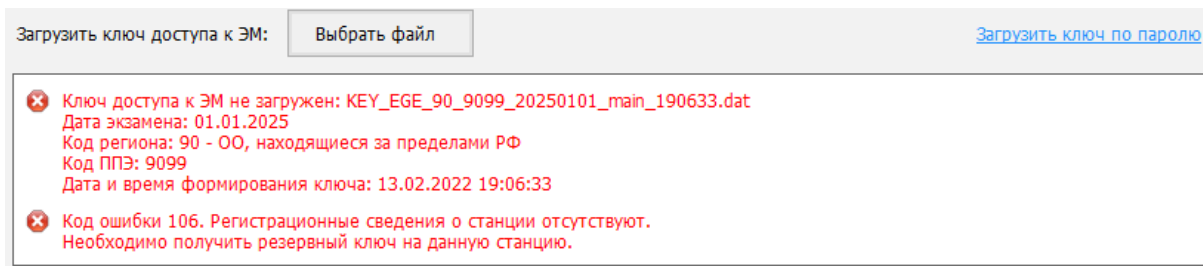 Загрузить ключ доступа к ЭМ: Выбрать файл Загрузить ключ по паролю
Ключ доступа к ЭМ не загружен: KEY_EGE_90_9099_20250101_main_190633.dat
Дата экзамена: 01.01.2025
Код региона: 90 - ОО, находящиеся за пределами РФ
Код ППЭ: 9099
Дата и время формирования ключа: 13.02.2022 19:06:33
Код ошибки 106. Регистрационные сведения о станции отсутствуют.
Необходимо получить резервный ключ на данную станцию.